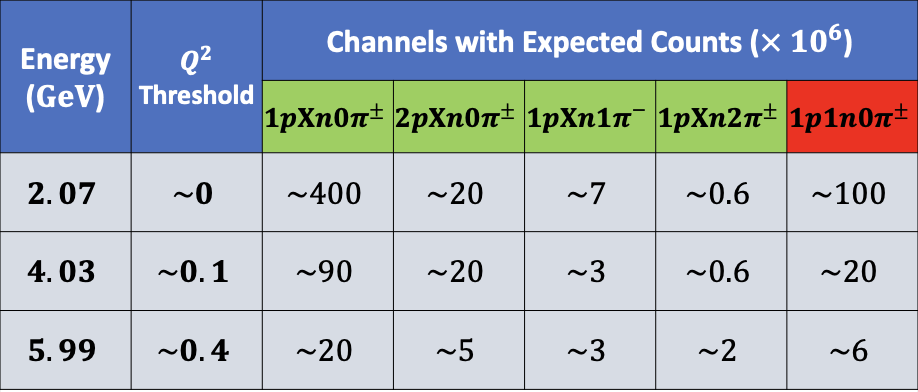 Energy (GeV)
Q² Threshold
Channels with Expected Counts (× 10⁶)
1pXn0π± 2pXn0π± 1pXn1π⁻ 1pXn2π± 1p1n0π±
2.07 ~0 ~400 ~20 ~7 ~0.6 ~100
4.03 ~0.1 ~90 ~20 ~3 ~0.6 ~20
5.99 ~0.4 ~20 ~5 ~3 ~2 ~6